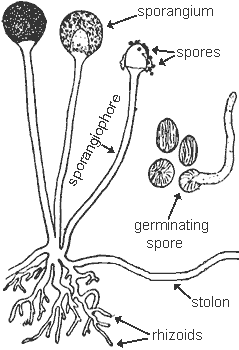 sporangium
spores
sporangiophore
germinating
spore
stolon
rhizoids